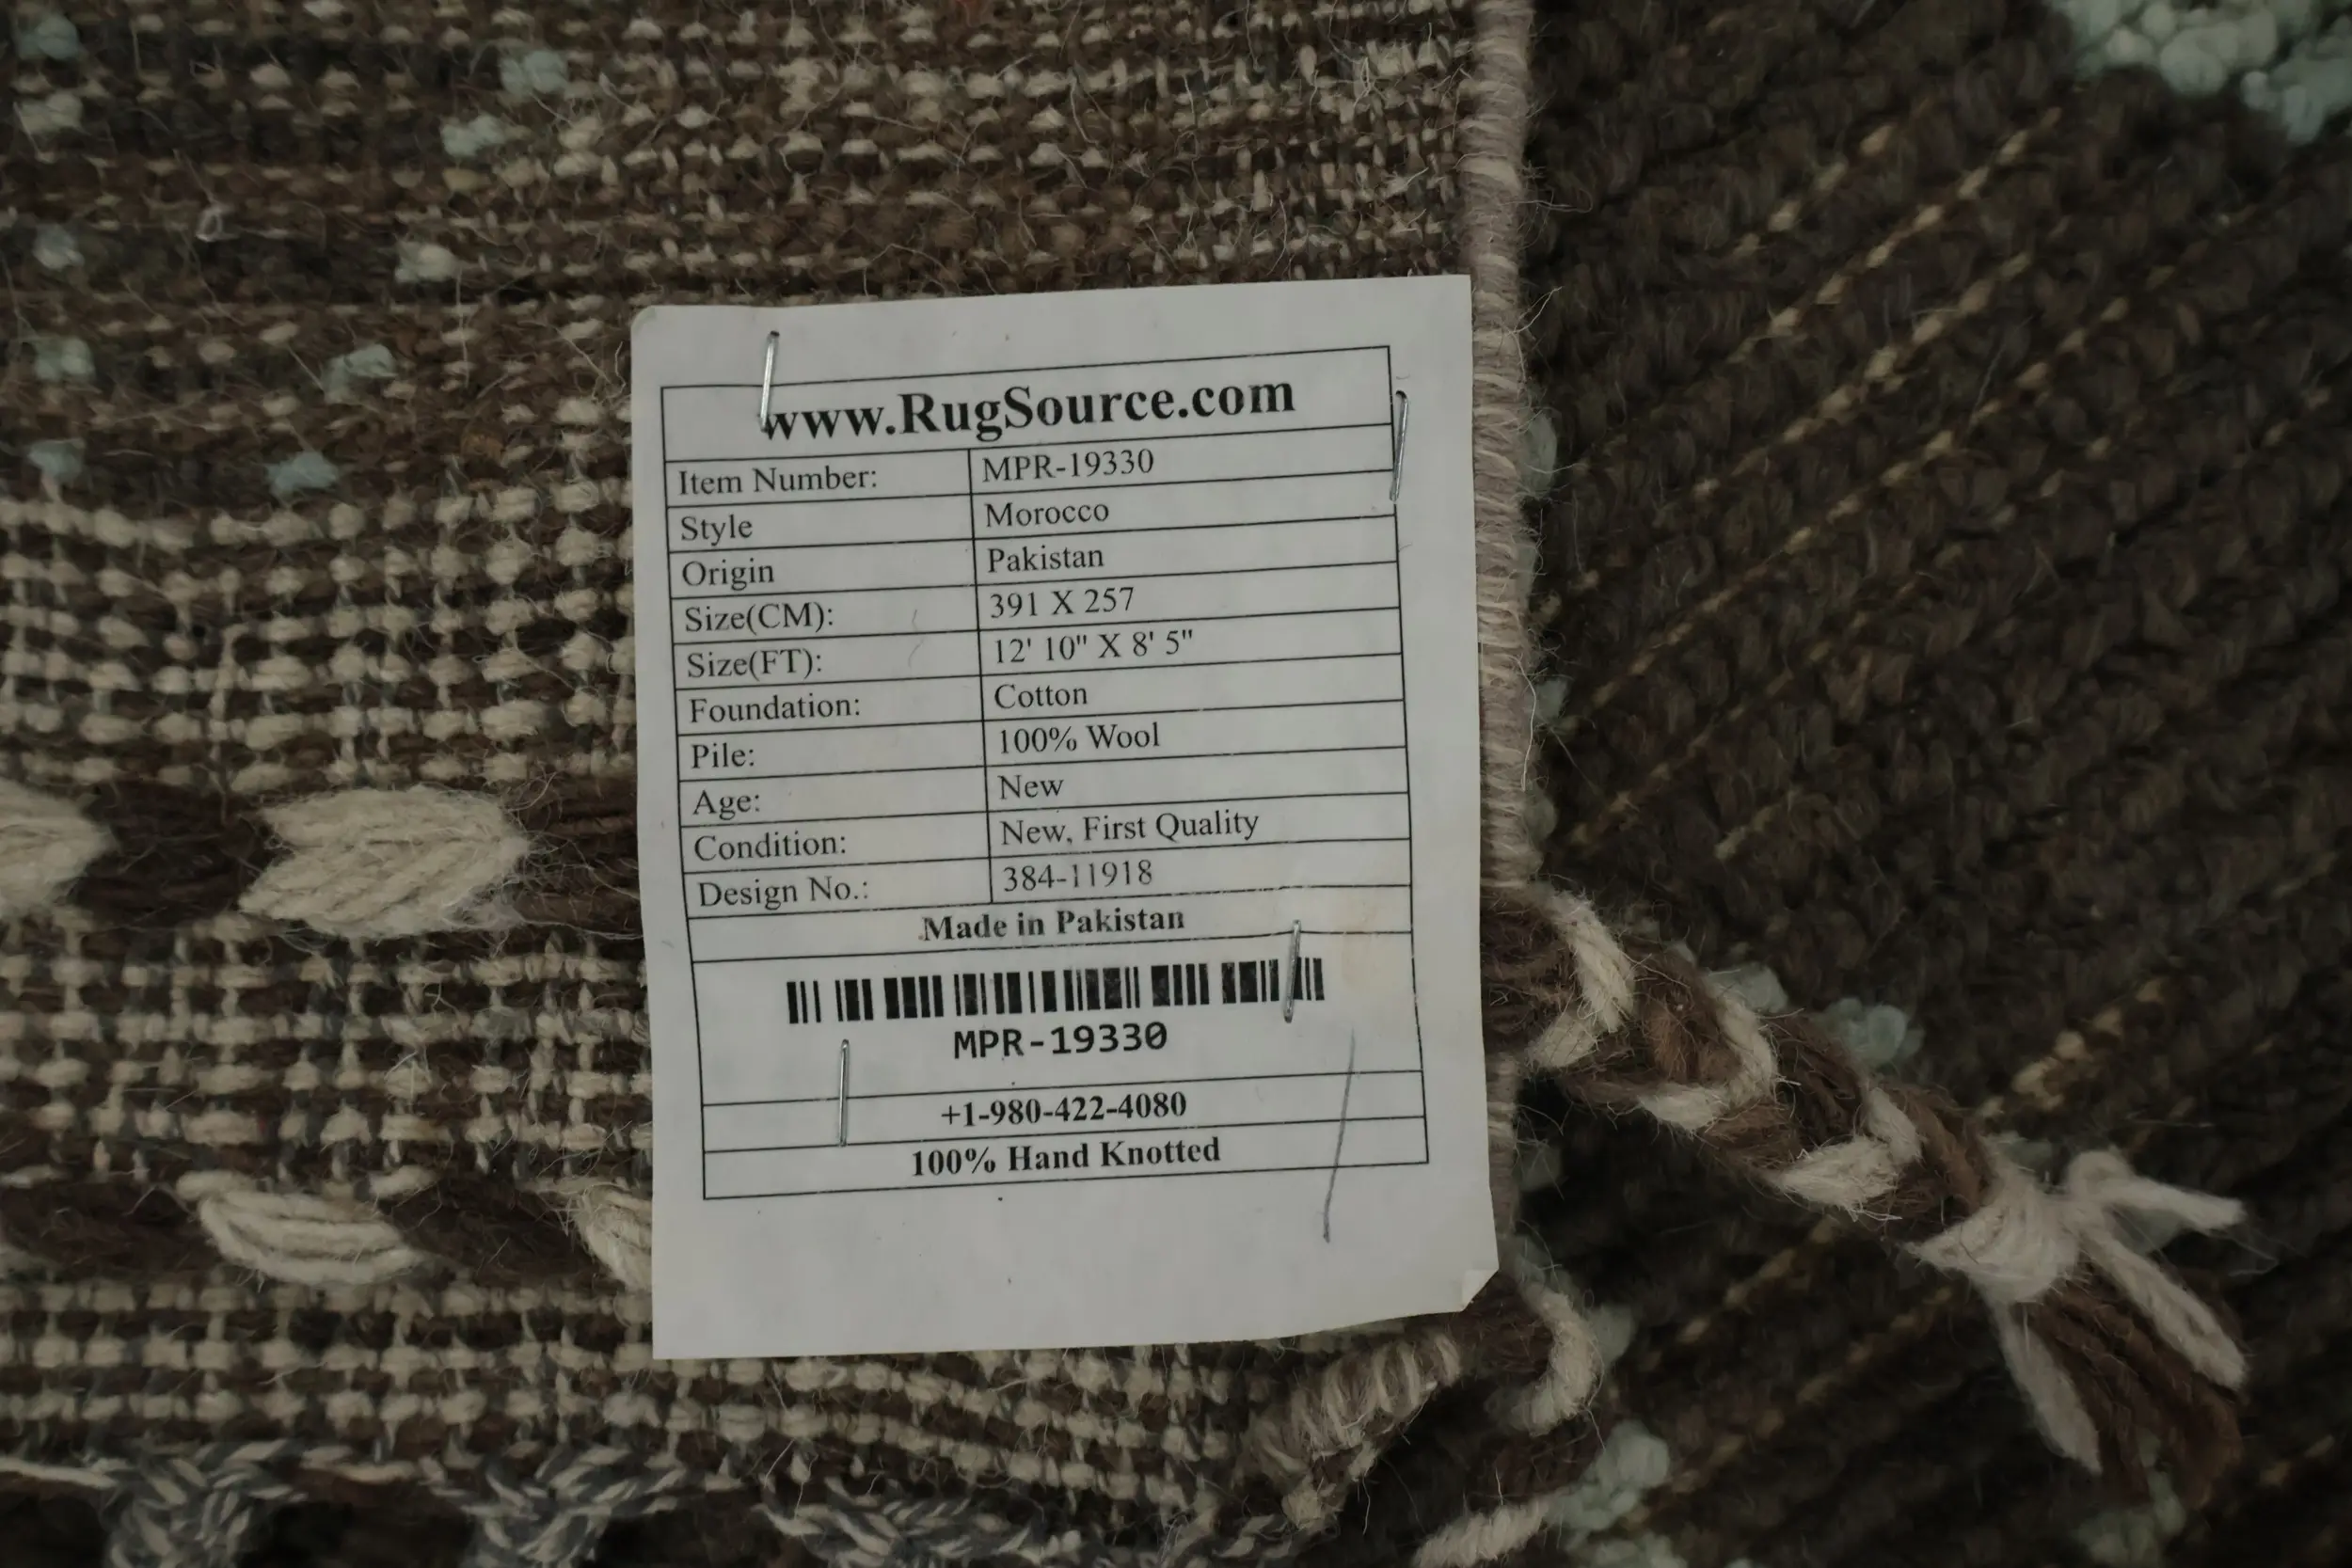 www.RugSource.com
Item Number: MPR-19330
Style Morocco
Origin Pakistan
Size(CM): 391 X 257
Size(FT): 12' 10" X 8' 5"
Foundation: Cotton
Pile: 100% Wool
Age: New
Condition: New, First Quality
Design No.: 384-11918
Made in Pakistan
MPR-19330
+1-980-422-4080
100% Hand Knotted